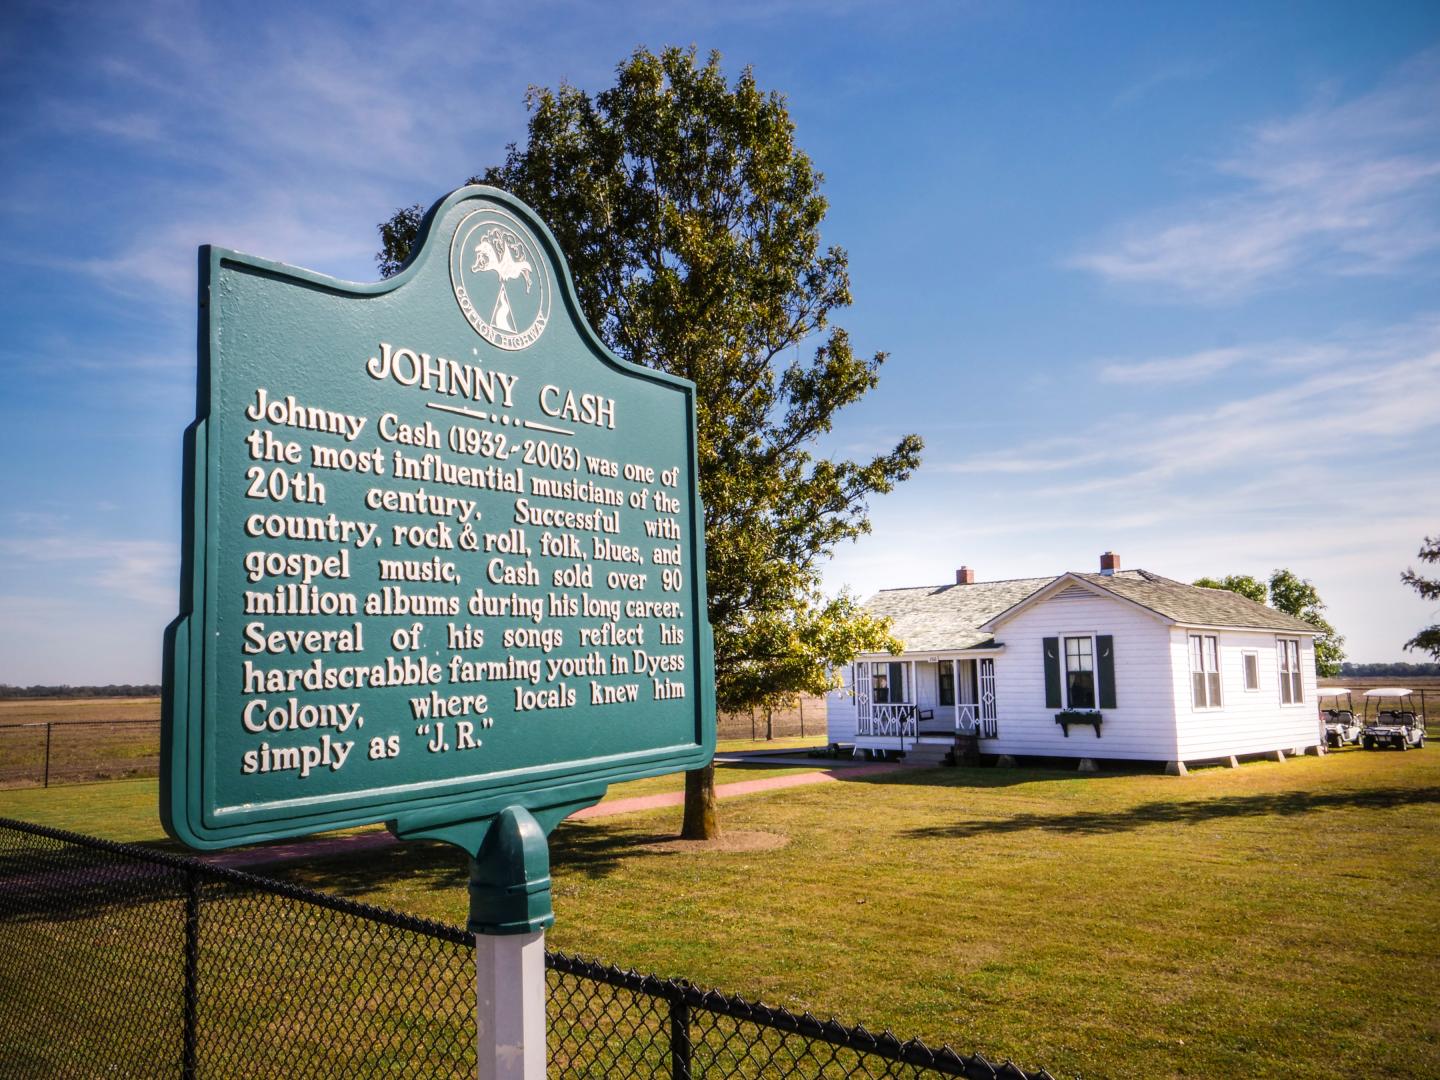 COTTON HIGHWAY
JOHNNY CASH
Johnny Cash (1932~2003) was one of
the most influential musicians of the
20th century. Successful with
country, rock & roll, folk, blues, and
gospel music, Cash sold over 90
million albums during his long career.
Several of his songs reflect his
hardscrabble farming youth in Dyess
Colony, where locals knew him
simply as "J. R."